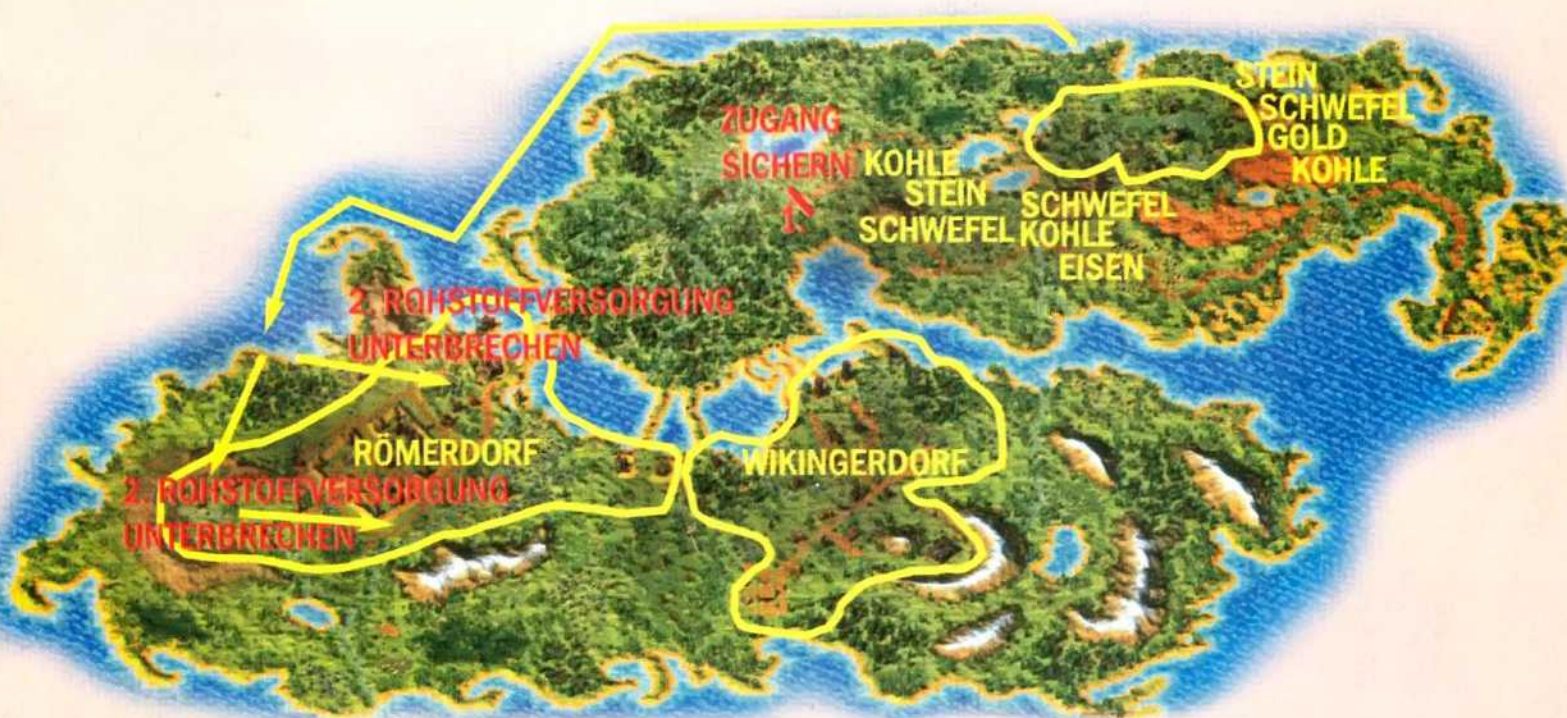 STEIN
SCHWEFEL
GOLD
KOHLE
ZUGANG
SICHERN
KOHLE
STEIN
SCHWEFEL
SCHWEFEL
KOHLE
EISEN
2. ROHSTOFFVERSORGUNG
UNTERBRECHEN
RÖMERDORF
WIKINGERDORF
2. ROHSTOFFVERSORGUNG
UNTERBRECHEN